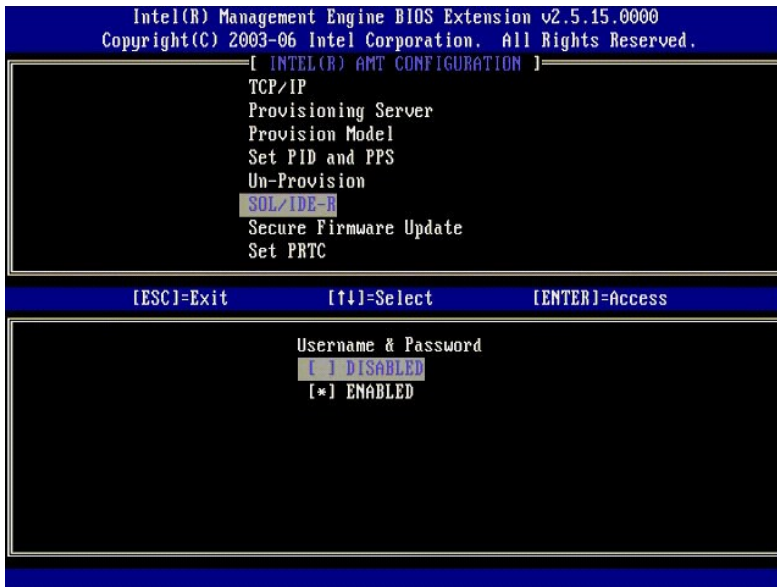 Intel(R) Management Engine BIOS Extension v2.5.15.0000
Copyright(C) 2003-06 Intel Corporation. All Rights Reserved.
[ INTEL(R) AMT CONFIGURATION ]
TCP/IP
Provisioning Server
Provision Model
Set PID and PPS
Un-Provision
SOL/IDE-R
Secure Firmware Update
Set PRTC
[ESC]=Exit [↑↓]=Select [ENTER]=Access
Username & Password
[ ] DISABLED
[*] ENABLED